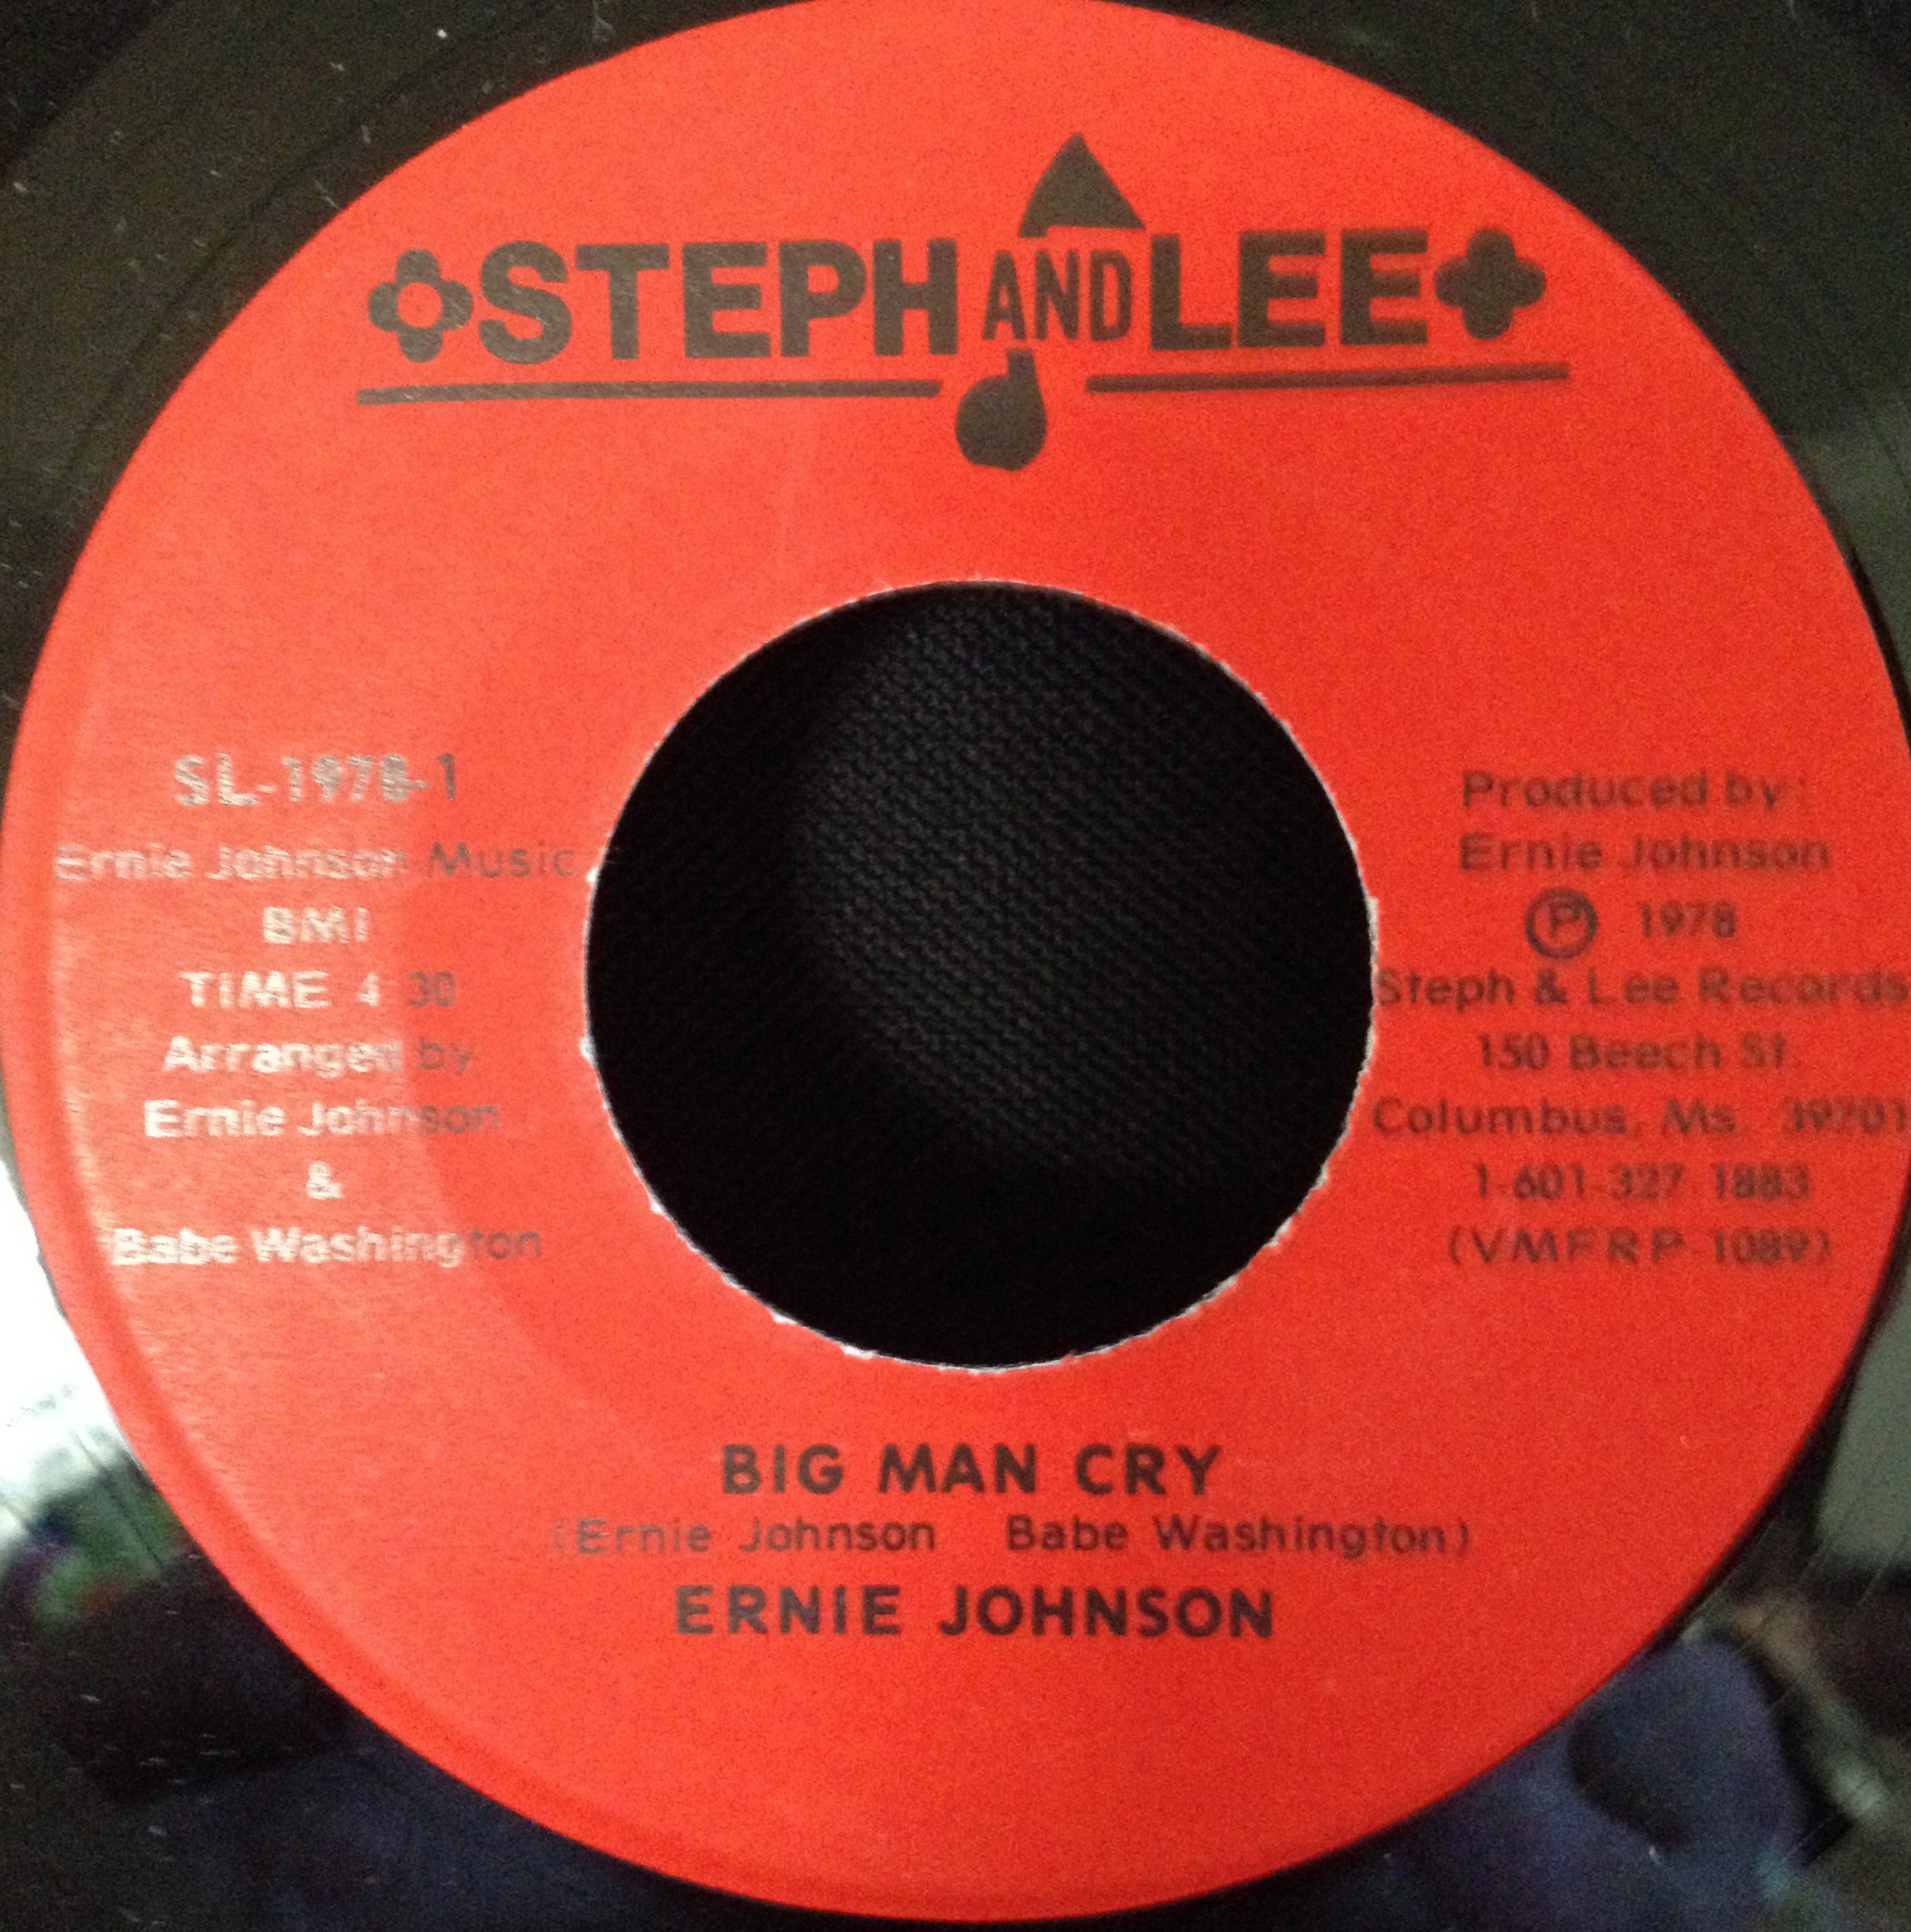 STEPH AND LEE
SL-1978-1
Ernie Johnson Music
BMI
TIME 4:30
Arranged by
Ernie Johnson
&
Babe Washington
Produced by:
Ernie Johnson
Ⓟ 1978
Steph & Lee Records
150 Beech St.
Columbus, Ms. 39701
1-601-327-1883
(VMFRP-1089)
BIG MAN CRY
(Ernie Johnson Babe Washington)
ERNIE JOHNSON